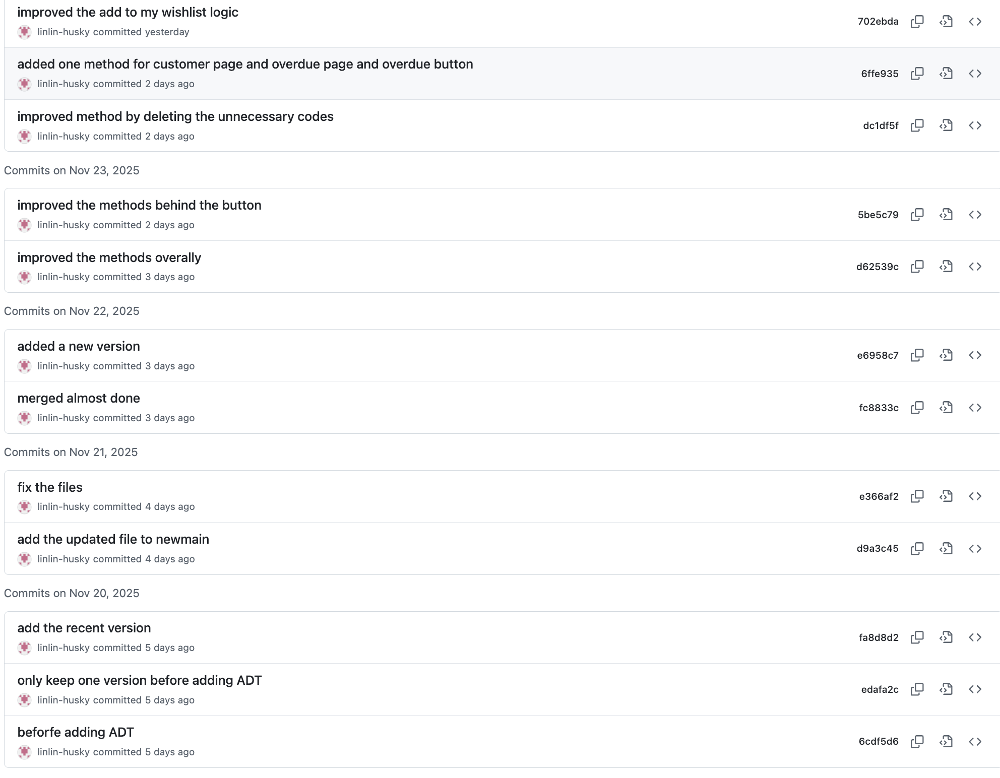 improved the add to my wishlist logic
linlin-husky committed yesterday
702ebda
added one method for customer page and overdue page and overdue button
linlin-husky committed 2 days ago
6ffe935
improved method by deleting the unnecessary codes
linlin-husky committed 2 days ago
dc1df5f
Commits on Nov 23, 2025
improved the methods behind the button
linlin-husky committed 2 days ago
5be5c79
improved the methods overally
linlin-husky committed 3 days ago
d62539c
Commits on Nov 22, 2025
added a new version
linlin-husky committed 3 days ago
e6958c7
merged almost done
linlin-husky committed 3 days ago
fc8833c
Commits on Nov 21, 2025
fix the files
linlin-husky committed 4 days ago
e366af2
add the updated file to newmain
linlin-husky committed 4 days ago
d9a3c45
Commits on Nov 20, 2025
add the recent version
linlin-husky committed 5 days ago
fa8d8d2
only keep one version before adding ADT
linlin-husky committed 5 days ago
edafa2c
beforfe adding ADT
linlin-husky committed 5 days ago
6cdf5d6